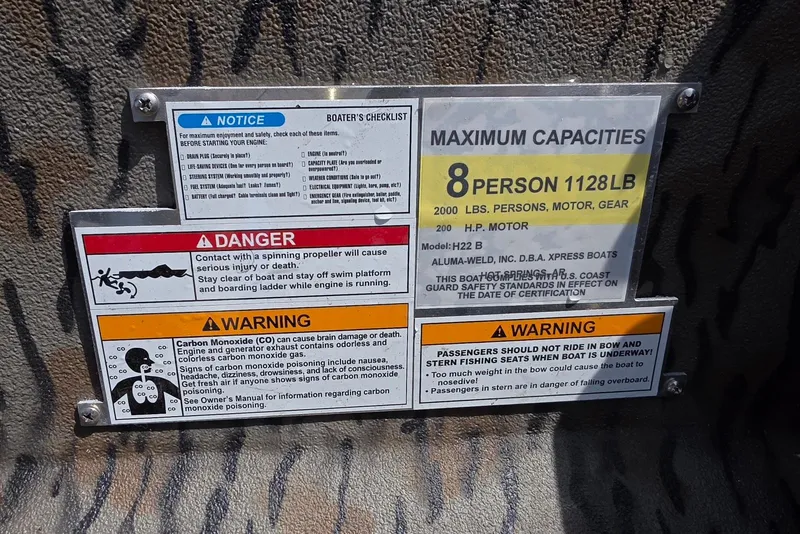 NOTICE
BOATER'S CHECKLIST
For maximum enjoyment and safely, check each of these items.
BEFORE STARTING YOUR ENGINE:
DRAIN PLUG (Securely in place?)
LIFE-SAVING DEVICES (One for every person on board?)
STEERING SYSTEM (Working smoothly and properly?)
FUEL SYSTEM (Adequate fuel? Leaks? Fumes?)
BATTERY (Full charged? Cable terminals clean and tight?)
ENGINE (In neutral?)
CAPACITY PLATE (Are you overloaded or
overpowered?)
WEATHER CONDITIONS (Safe to go out?)
ELECTRICAL EQUIPMENT (Lights, horn, pump, etc?)
EMERGENCY GEAR (Fire extinguisher, bailer, paddle,
anchor and line, signaling device, tool kit, etc?)
DANGER
Contact with a spinning propeller will cause
serious injury or death.
Stay clear of boat and stay off swim platform
and boarding ladder while engine is running.
WARNING
Carbon Monoxide (CO) can cause brain damage or death.
Engine and generator exhaust contains odorless and
colorless carbon monoxide gas.
Signs of carbon monoxide poisoning include nausea,
headache, dizziness, drowsiness, and lack of consciousness.
Get fresh air if anyone shows signs of carbon monoxide
poisoning.
See Owner's Manual for information regarding carbon
monoxide poisoning.
MAXIMUM CAPACITIES
8 PERSON 1128 LB
2000 LBS. PERSONS, MOTOR, GEAR
200 H.P. MOTOR
Model: H22 B
ALUMA-WELD, INC. D.B.A. XPRESS BOATS
HOT SPRINGS, AR
THIS BOAT COMPLIES WITH U.S. COAST
GUARD SAFETY STANDARDS IN EFFECT ON
THE DATE OF CERTIFICATION
WARNING
PASSENGERS SHOULD NOT RIDE IN BOW AND
STERN FISHING SEATS WHEN BOAT IS UNDERWAY!
• Too much weight in the bow could cause the boat to
nosedive!
• Passengers in stern are in danger of falling overboard.